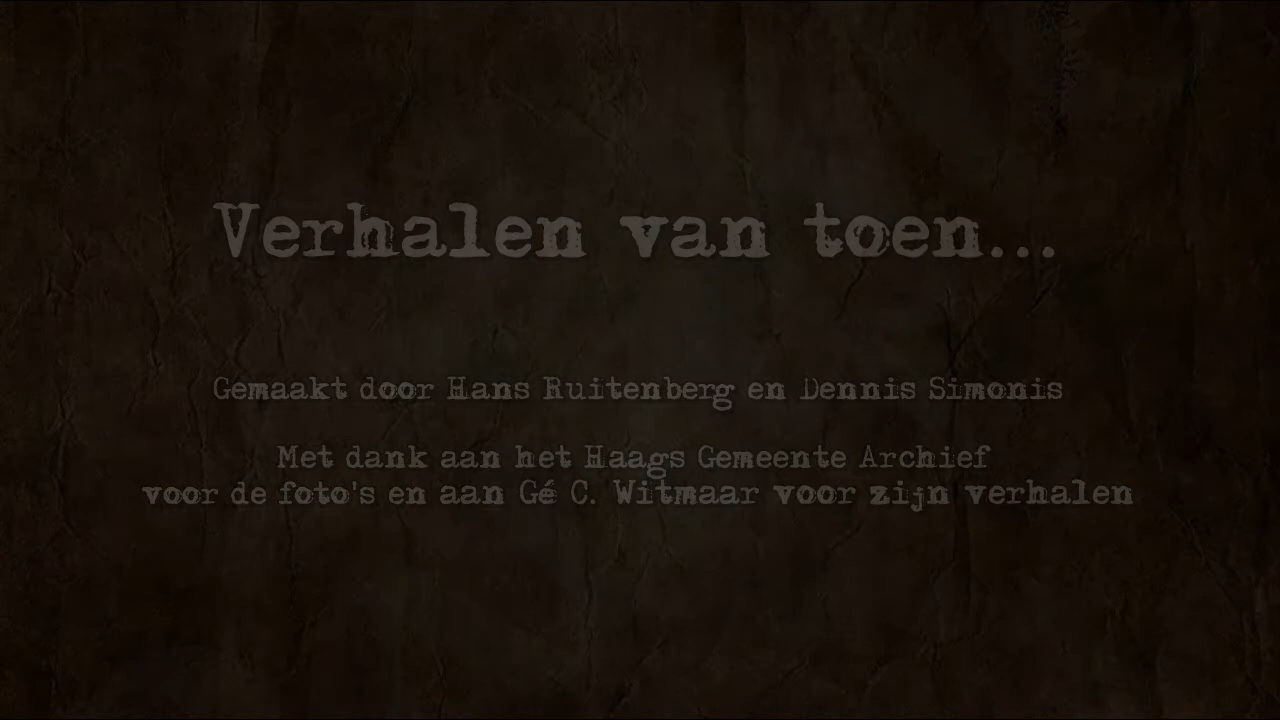 Verhalen van toen...
Gemaakt door Hans Ruitenberg en Dennis Simonis
Met dank aan het Haags Gemeente Archief
voor de foto's en aan Gé C. Witmaar voor zijn verhalen